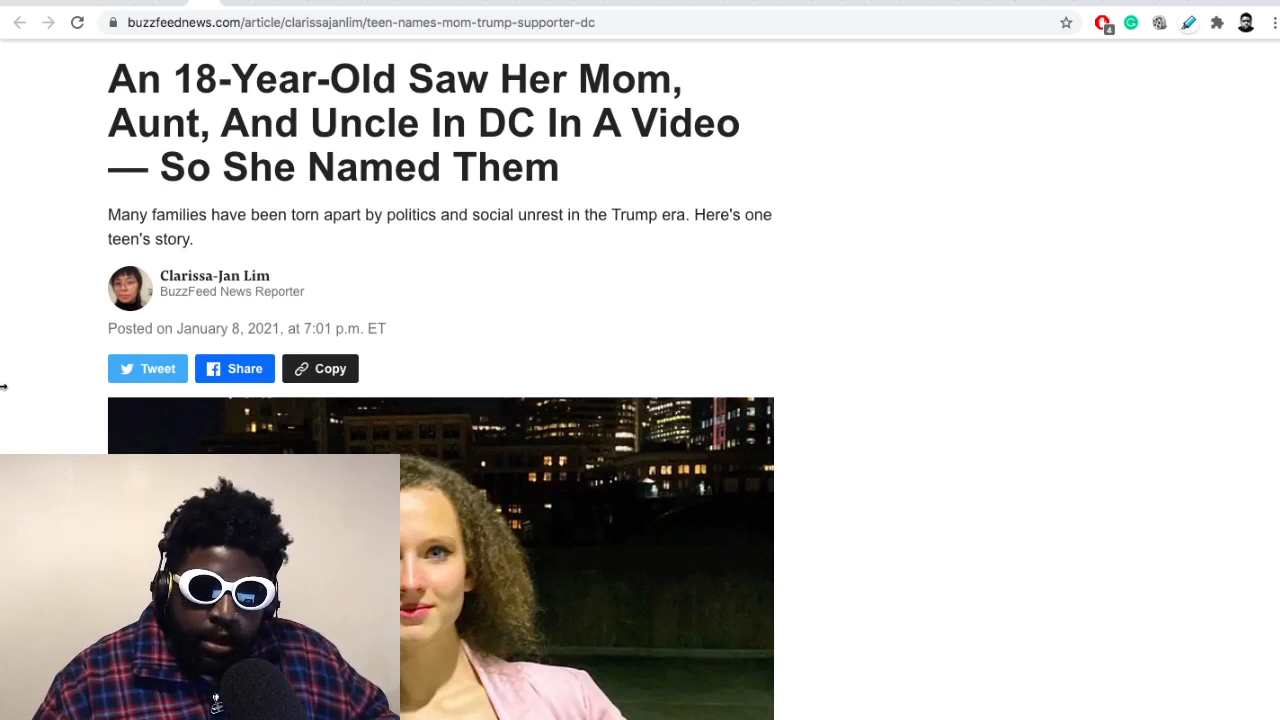 buzzfeednews.com/article/clarissajanlim/teen-names-mom-trump-supporter-dc
4
An 18-Year-Old Saw Her Mom,
Aunt, And Uncle In DC In A Video
— So She Named Them
Many families have been torn apart by politics and social unrest in the Trump era. Here's one
teen's story.
Clarissa-Jan Lim
BuzzFeed News Reporter
Posted on January 8, 2021, at 7:01 p.m. ET
Tweet Share Copy